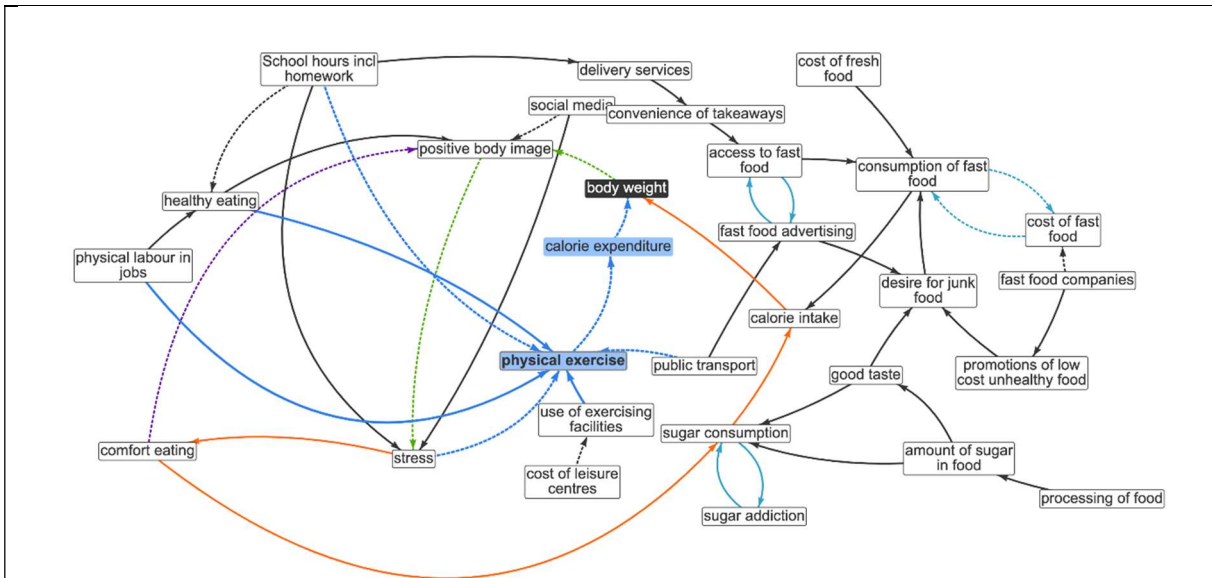 School hours incl
homework
delivery services
cost of fresh
food
social media
convenience of takeaways
positive body image
access to fast
food
consumption of fast
food
body weight
healthy eating
cost of fast
food
fast food advertising
calorie expenditure
physical labour in
jobs
desire for junk
food
fast food companies
calorie intake
physical exercise
public transport
good taste
promotions of low
cost unhealthy food
use of exercising
facilities
sugar consumption
comfort eating
stress
amount of sugar
in food
cost of leisure
centres
processing of food
sugar addiction